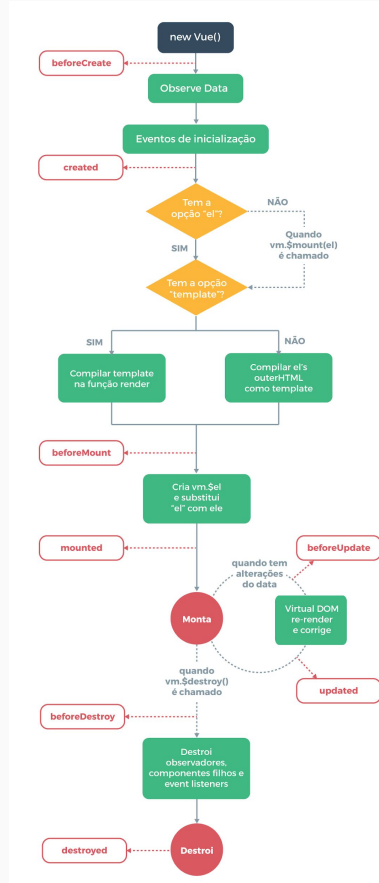 new Vue()
beforeCreate
Observe Data
Eventos de inicialização
created
Tem a
opção "el"?
NÃO
SIM
Quando
vm.$mount(el)
é chamado
Tem a opção
"template"?
SIM
NÃO
Compilar template
na função render
Compilar el's
outerHTML
como template
beforeMount
Cria vm.$el
e substitui
"el" com ele
mounted
beforeUpdate
quando tem
alterações
do data
Monta
Virtual DOM
re-render
e corrige
quando
vm.$destroy()
é chamado
updated
beforeDestroy
Destroi
observadores,
componentes filhos e
event listeners
destroyed
Destroi